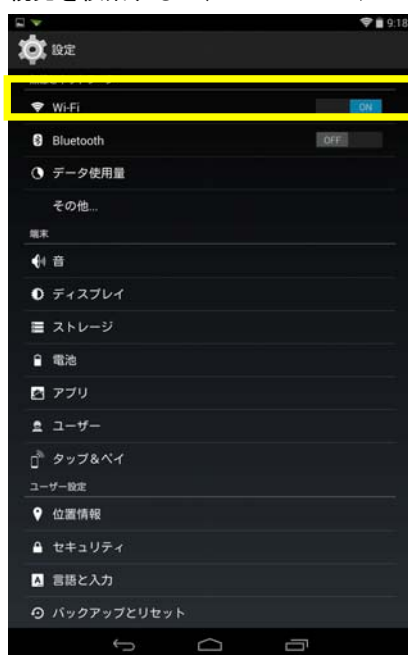 9:18
設定
Wi-Fi ON
Bluetooth OFF
データ使用量
その他...
端末
音
ディスプレイ
ストレージ
電池
アプリ
ユーザー
タップ&ペイ
ユーザー設定
位置情報
セキュリティ
A 言語と入力
バックアップとリセット